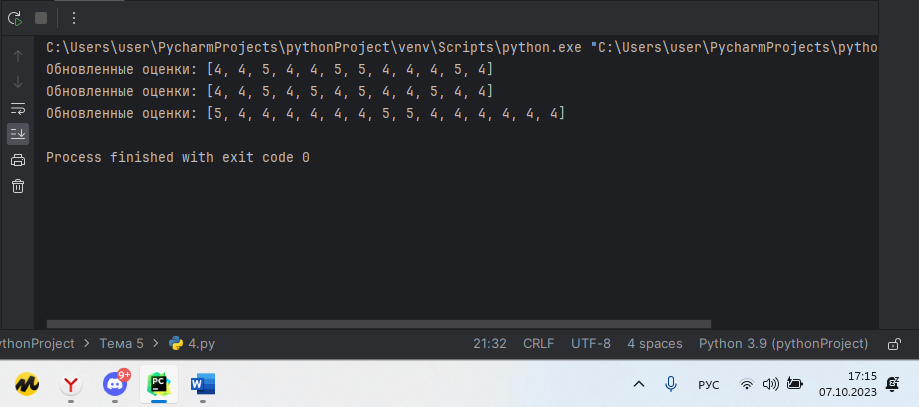 C:\Users\user\PycharmProjects\pythonProject\venv\Scripts\python.exe "C:\Users\user\PycharmProjects\pytho
Обновленные оценки: [4, 4, 5, 4, 4, 5, 5, 4, 4, 4, 5, 4]
Обновленные оценки: [4, 4, 5, 4, 5, 4, 5, 4, 4, 5, 4, 4]
Обновленные оценки: [5, 4, 4, 4, 4, 4, 4, 5, 5, 4, 4, 4, 4, 4, 4]
Process finished with exit code 0
ythonProject > Тема 5 > 4.py 21:32 CRLF UTF-8 4 spaces Python 3.9 (pythonProject)
9+ PC W РУС 17:15
07.10.2023